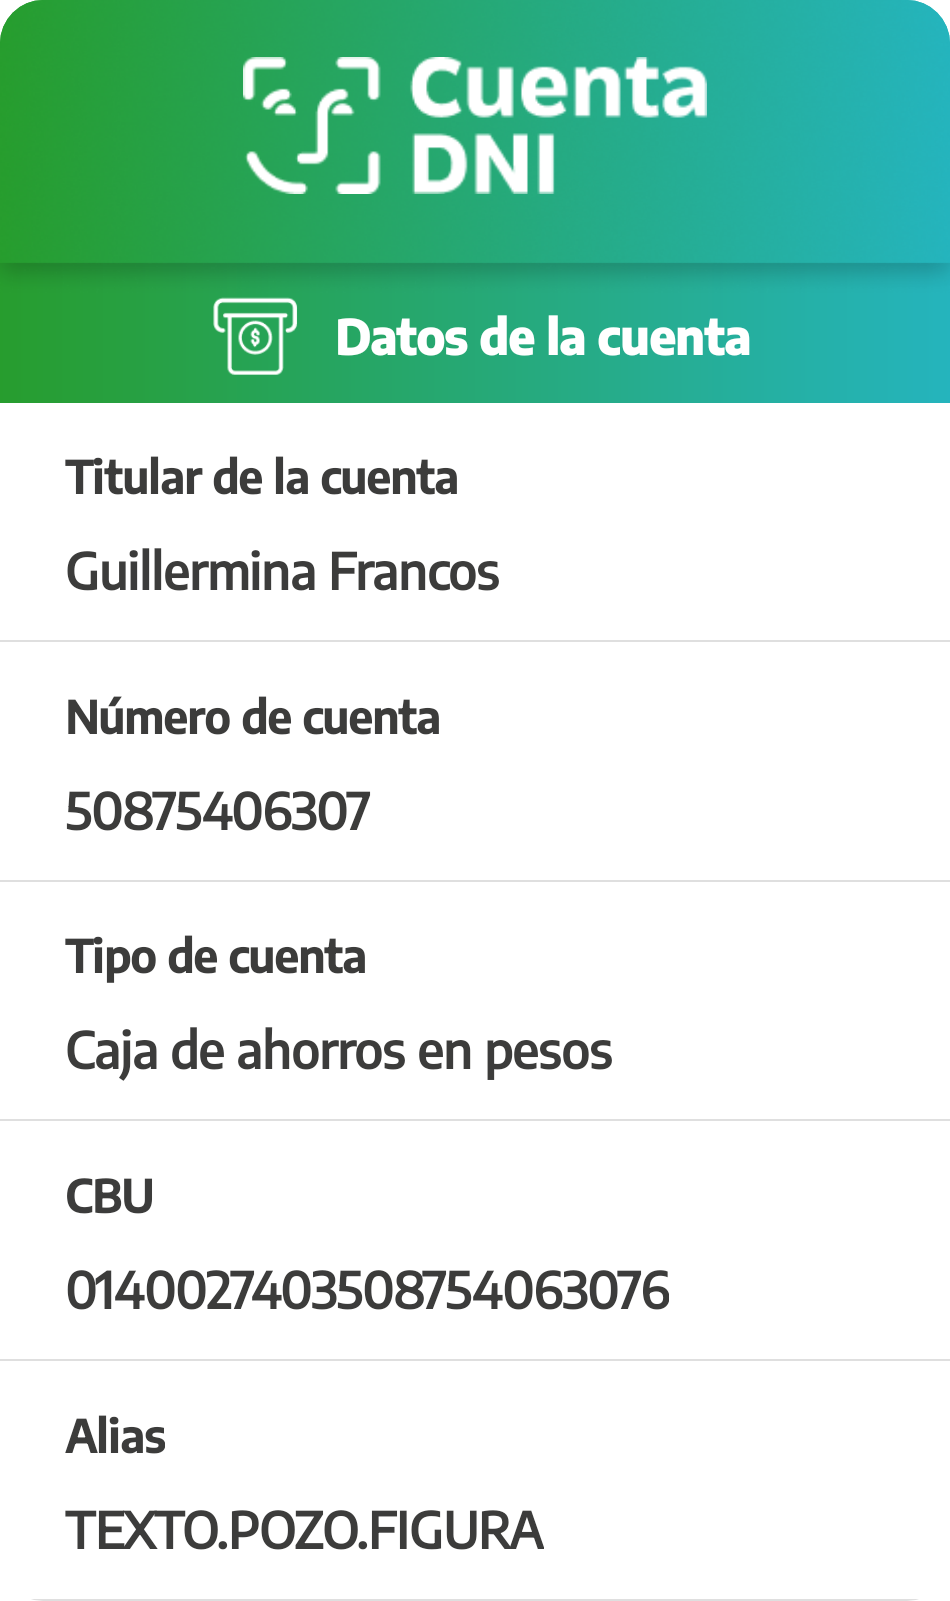 Cuenta
DNI
Datos de la cuenta
Titular de la cuenta
Guillermina Francos
Número de cuenta
50875406307
Tipo de cuenta
Caja de ahorros en pesos
CBU
0140027403508754063076
Alias
TEXTO.POZO.FIGURA